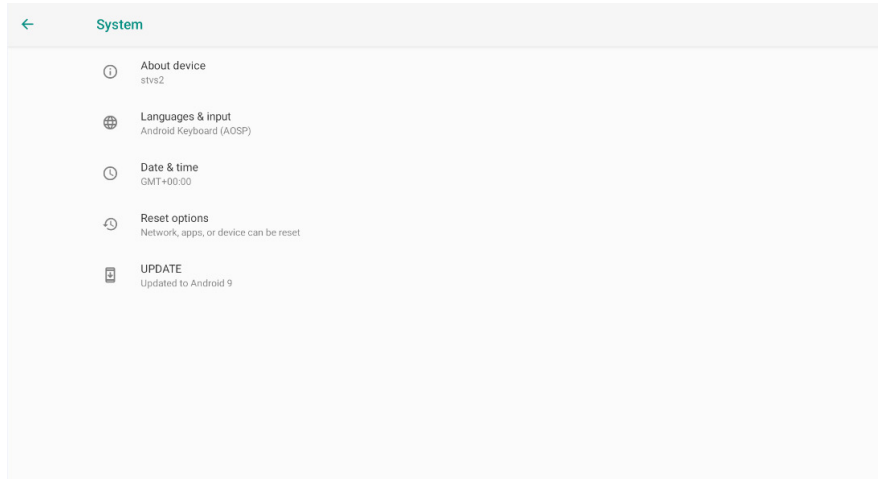 System
About device
stvs2
Languages & input
Android Keyboard (AOSP)
Date & time
GMT+00:00
Reset options
Network, apps, or device can be reset
UPDATE
Updated to Android 9